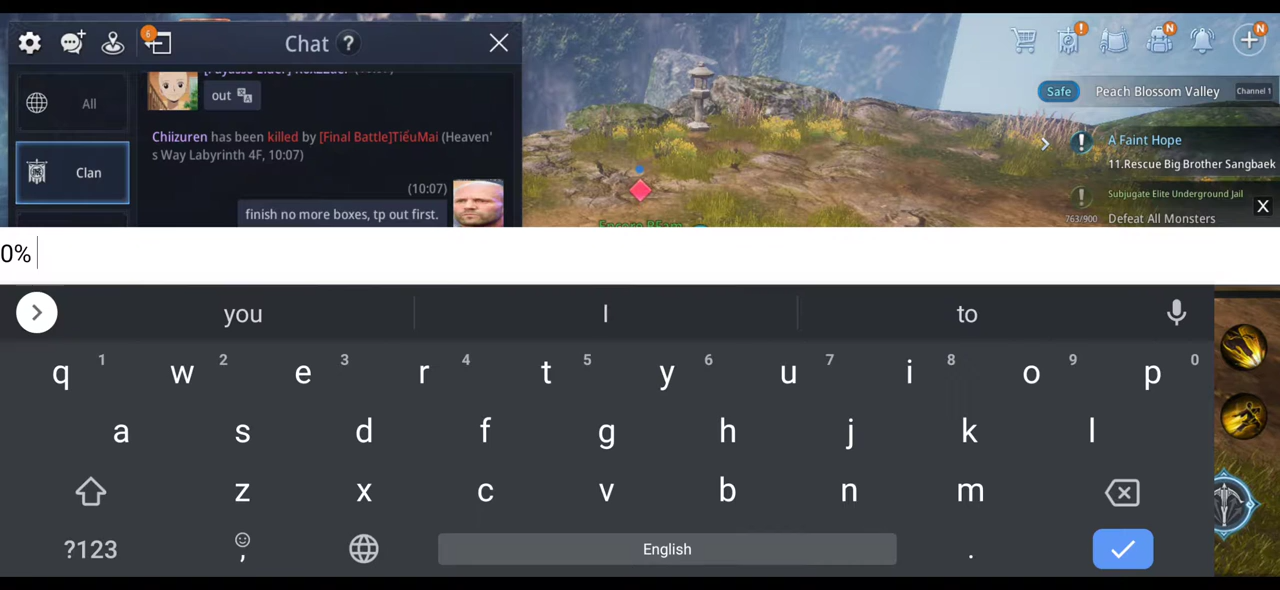 6
Chat ?
N
N
All
out
Safe
Peach Blossom Valley
Channel 1
Chiizuren has been killed by [Final Battle]TiểuMai (Heaven'
s Way Labyrinth 4F, 10:07)
A Faint Hope
11.Rescue Big Brother Sangbaek
Clan
(10:07)
finish no more boxes, tp out first.
Subjugate Elite Underground Jail
763/900
Defeat All Monsters
X
0%
you
I
to
q 1 w 2 e 3 r 4 t 5 y 6 u 7 i 8 o 9 p 0
a s d f g h j k l
z x c v b n m
?123 , English .